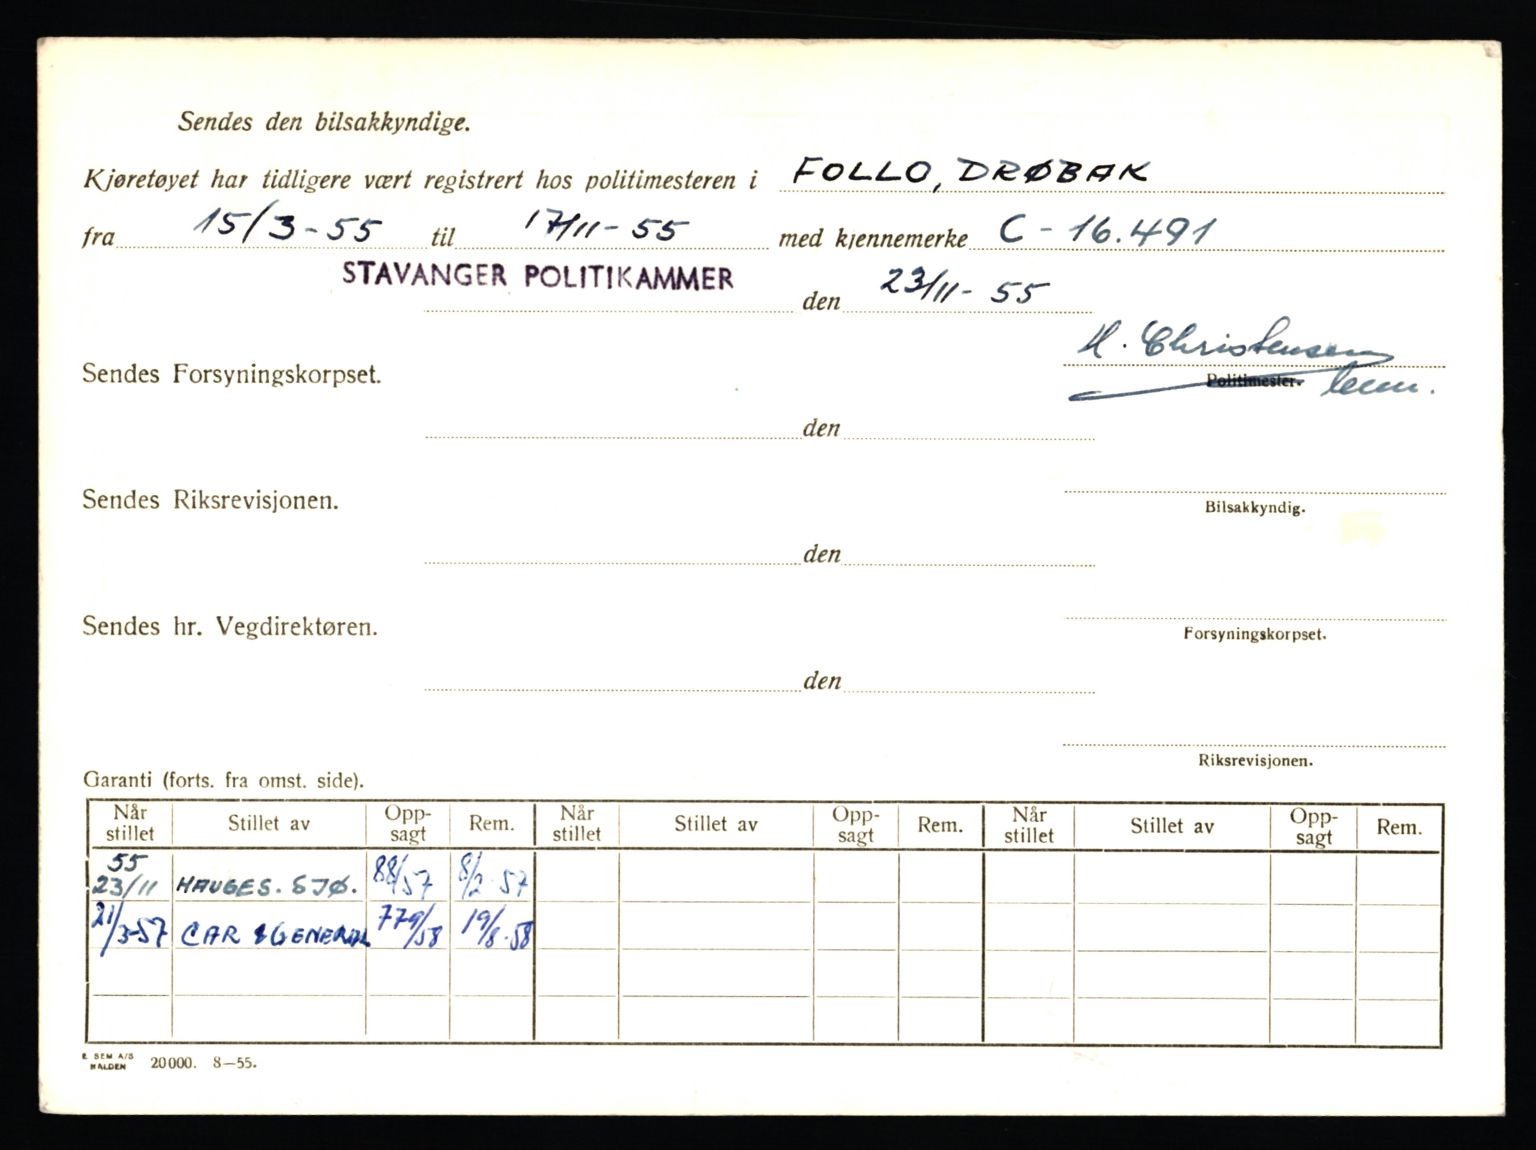 Sendes den bilsakkyndige.
Kjøretøyet har tidligere vært registrert hos politimesteren i FOLLO, DRØBAK
fra 15/3-55 til 17/11-55 med kjennemerke C-16.491
STAVANGER POLITIKAMMER den 23/11-55
H. Christensen
Sendes Forsyningskorpset.
Politimester.
den
Sendes Riksrevisjonen.
Bilsakkyndig.
den
Sendes hr. Vegdirektøren.
Forsyningskorpset.
den
Riksrevisjonen.
Garanti (forts. fra omst. side).
Når stillet Stillet av Opp-sagt Rem. Når stillet Stillet av Opp-sagt Rem. Når stillet Stillet av Opp-sagt Rem.
55 23/11 HAUGES. SJØ. 88/57 8/2-57
21/3-57 CAR & GENERAL 779/58 19/8-58
E. SEM A/S HALDEN 20000. 8—55.